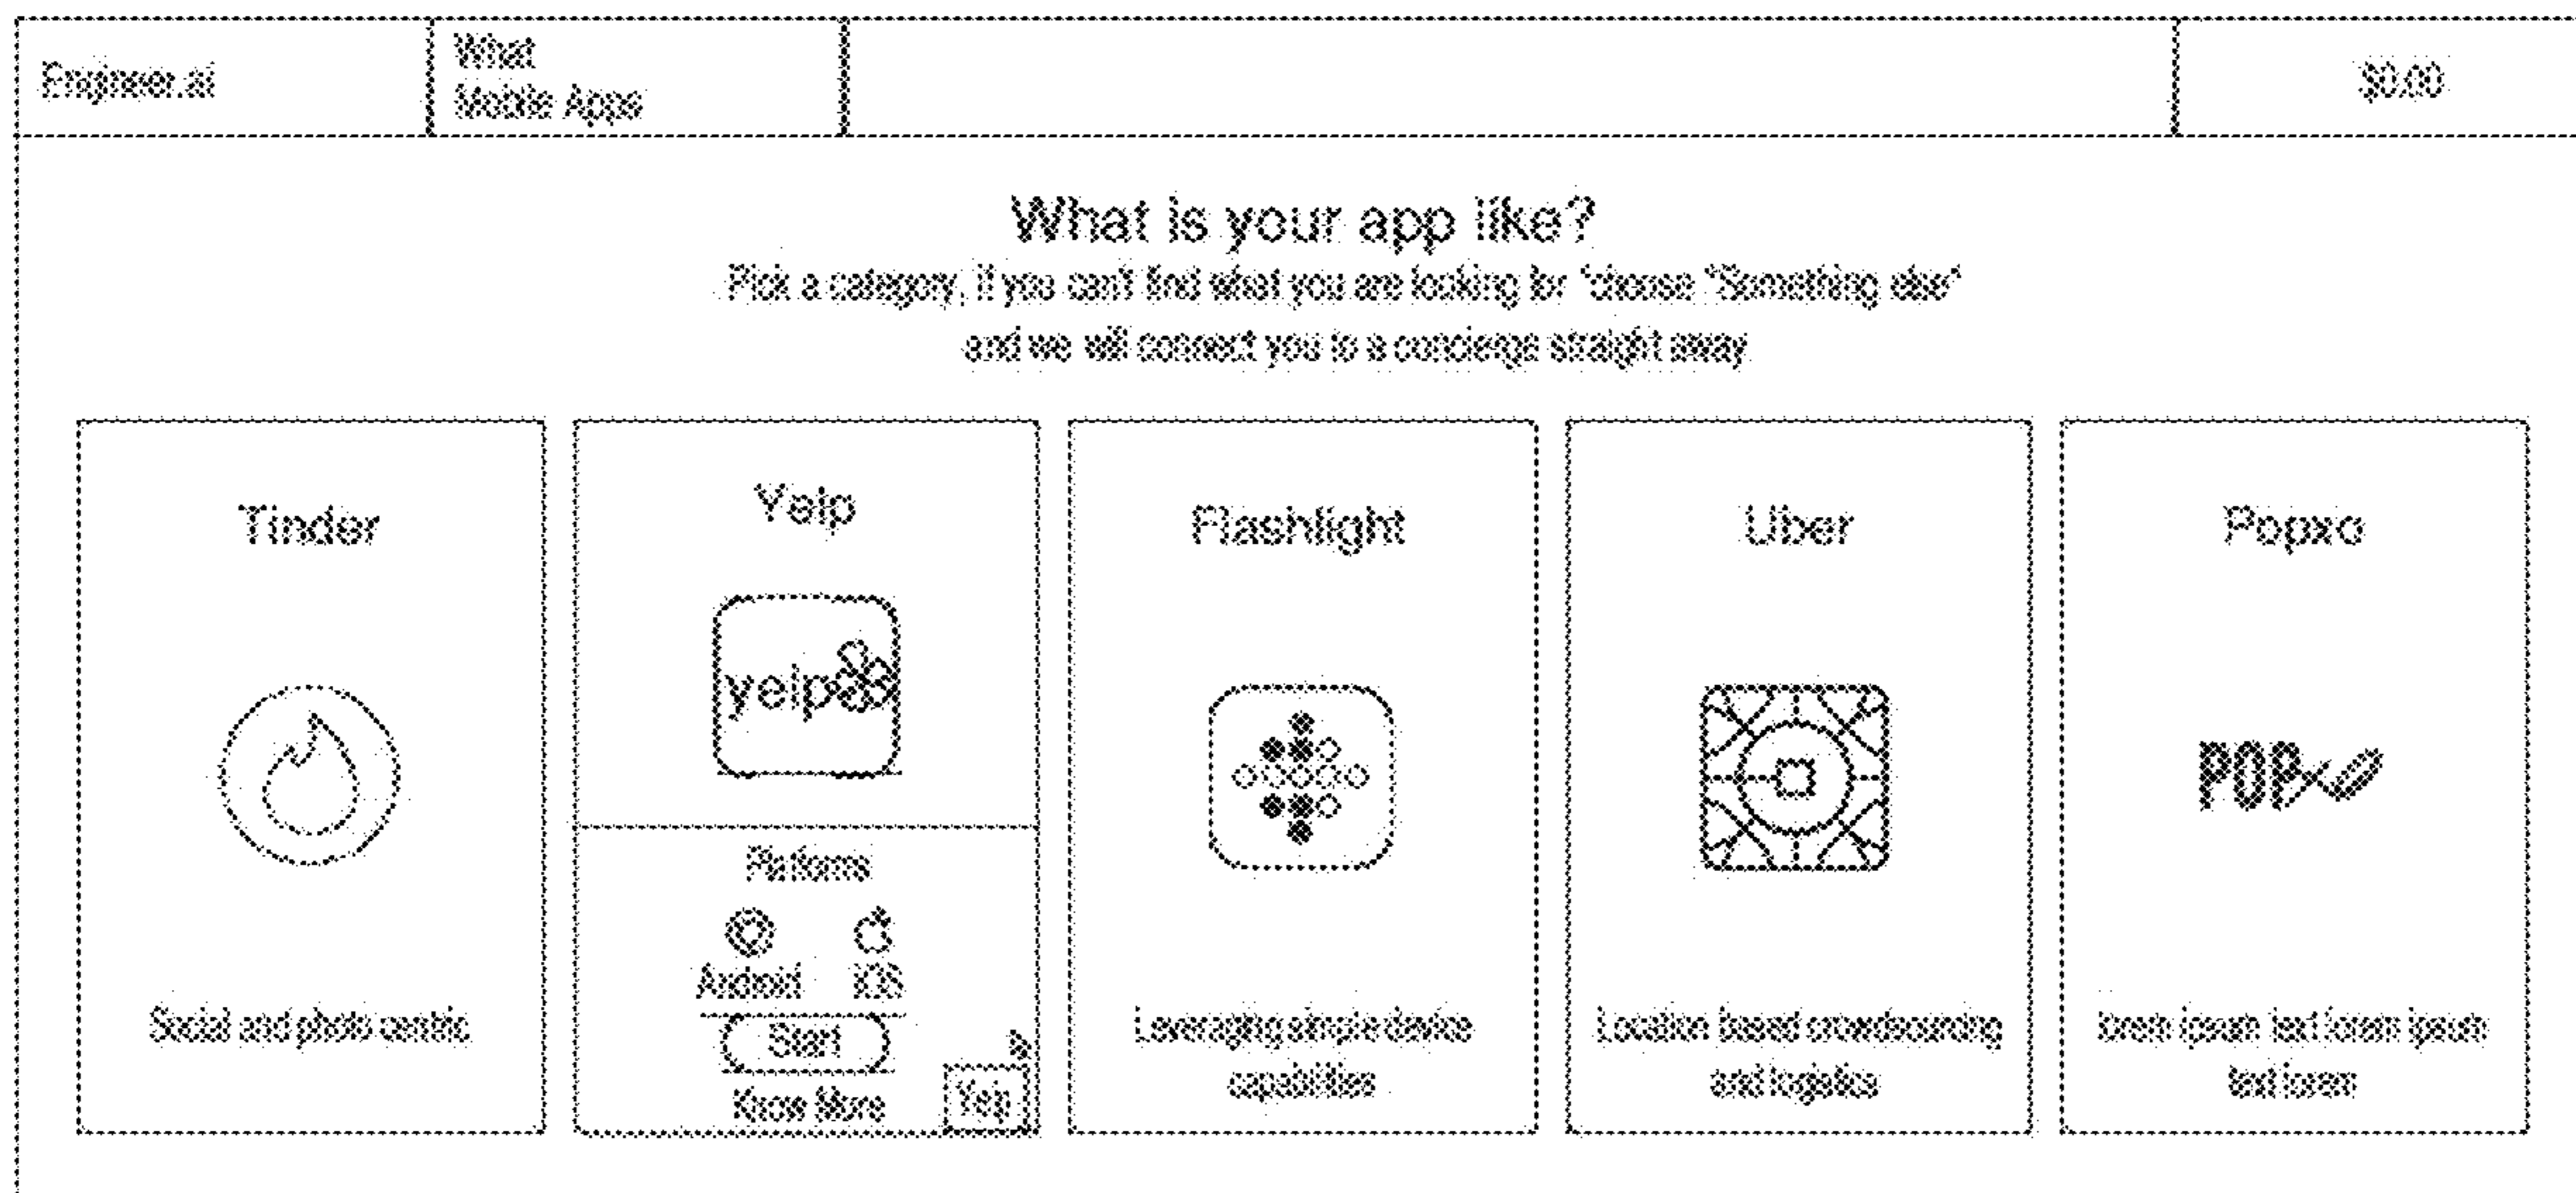 Engineer.ai
What
Mobile Apps
$0.00
What is your app like?
Pick a category, if you can't find what you are looking for "choose "Something else"
and we will connect you to a concierge straight away
Tinder
Social and photo centric
Yelp
yelp
Platforms
Android iOS
Start
Know More
Yelp
Flashlight
Leveraging simple device
capabilities
Uber
Location based crowdsourcing
and logistics
Popxo
POPxo
lorem ipsum text lorem ipsum
text lorem